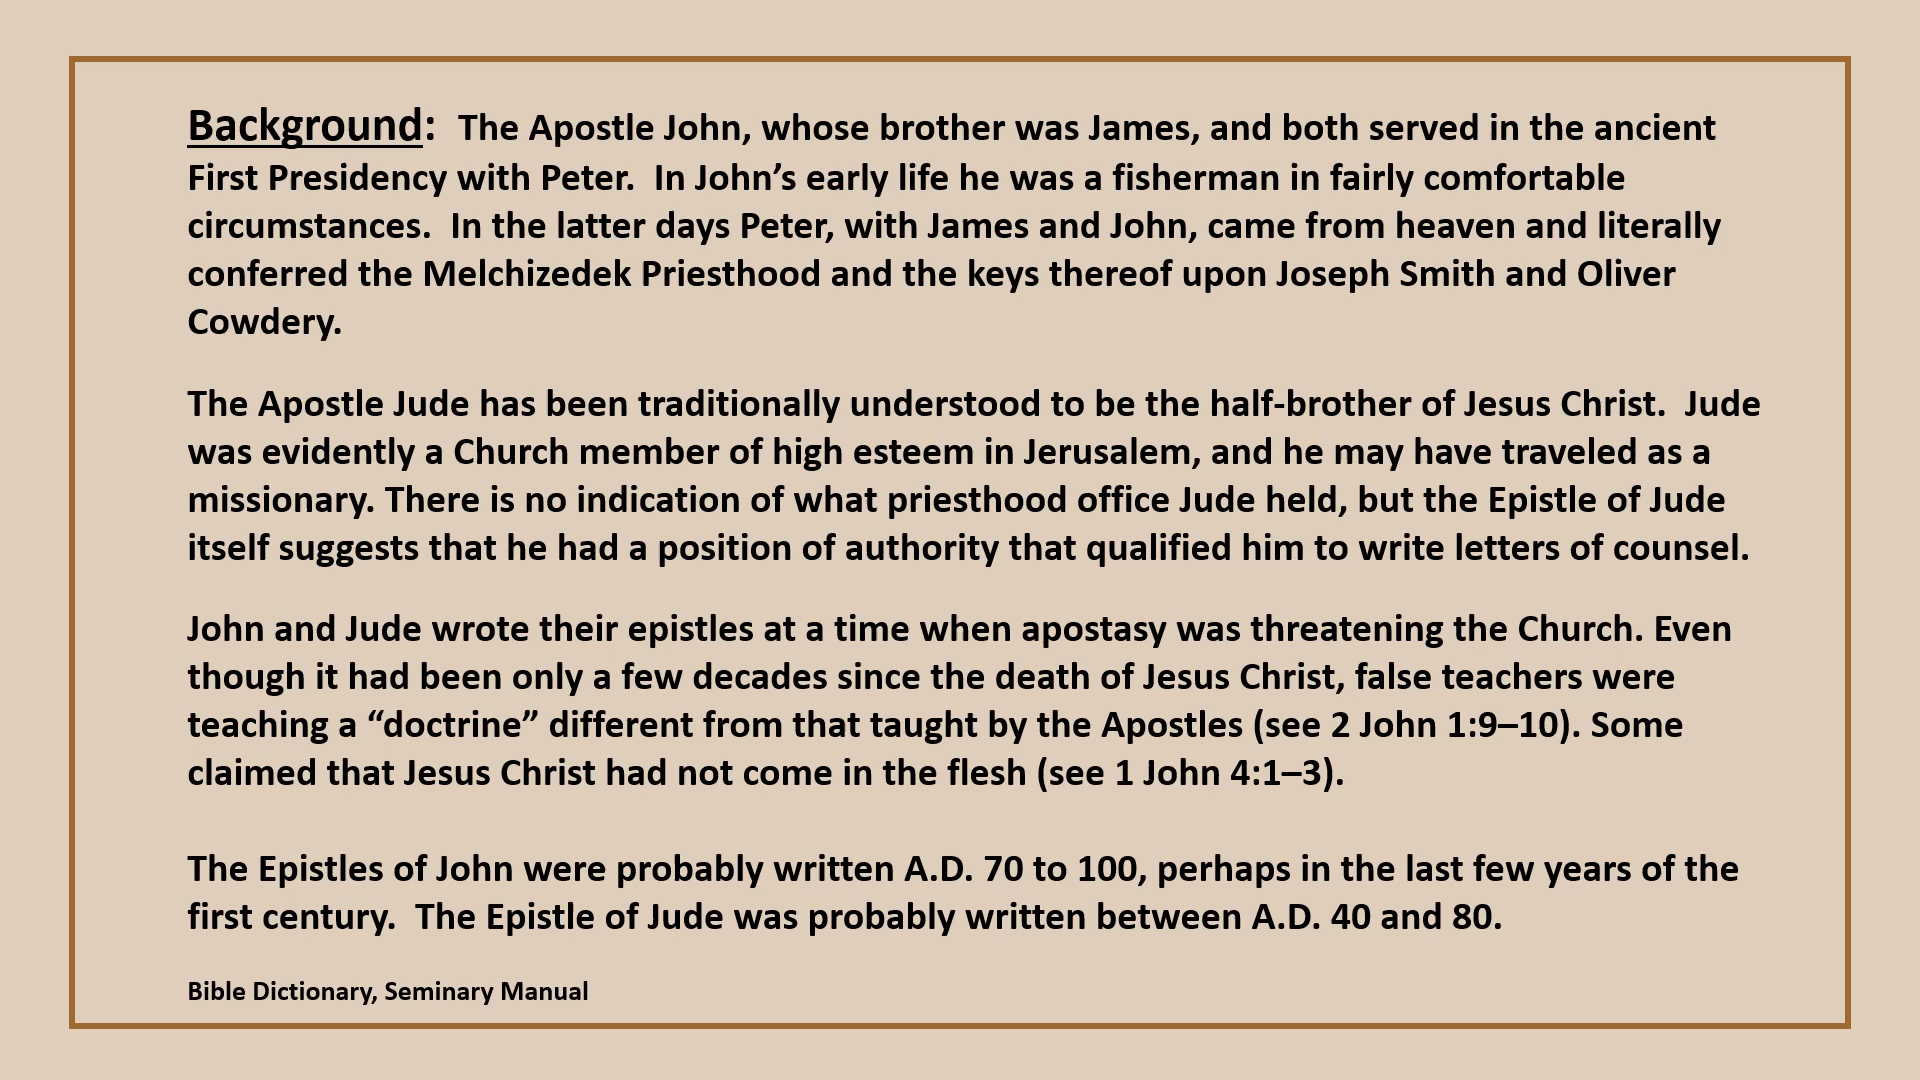 Background:  The Apostle John, whose brother was James, and both served in the ancient
First Presidency with Peter.  In John’s early life he was a fisherman in fairly comfortable
circumstances.  In the latter days Peter, with James and John, came from heaven and literally
conferred the Melchizedek Priesthood and the keys thereof upon Joseph Smith and Oliver
Cowdery.
The Apostle Jude has been traditionally understood to be the half-brother of Jesus Christ.  Jude
was evidently a Church member of high esteem in Jerusalem, and he may have traveled as a
missionary. There is no indication of what priesthood office Jude held, but the Epistle of Jude
itself suggests that he had a position of authority that qualified him to write letters of counsel.
John and Jude wrote their epistles at a time when apostasy was threatening the Church. Even
though it had been only a few decades since the death of Jesus Christ, false teachers were
teaching a “doctrine” different from that taught by the Apostles (see 2 John 1:9–10). Some
claimed that Jesus Christ had not come in the flesh (see 1 John 4:1–3).
The Epistles of John were probably written A.D. 70 to 100, perhaps in the last few years of the
first century.  The Epistle of Jude was probably written between A.D. 40 and 80.
Bible Dictionary, Seminary Manual